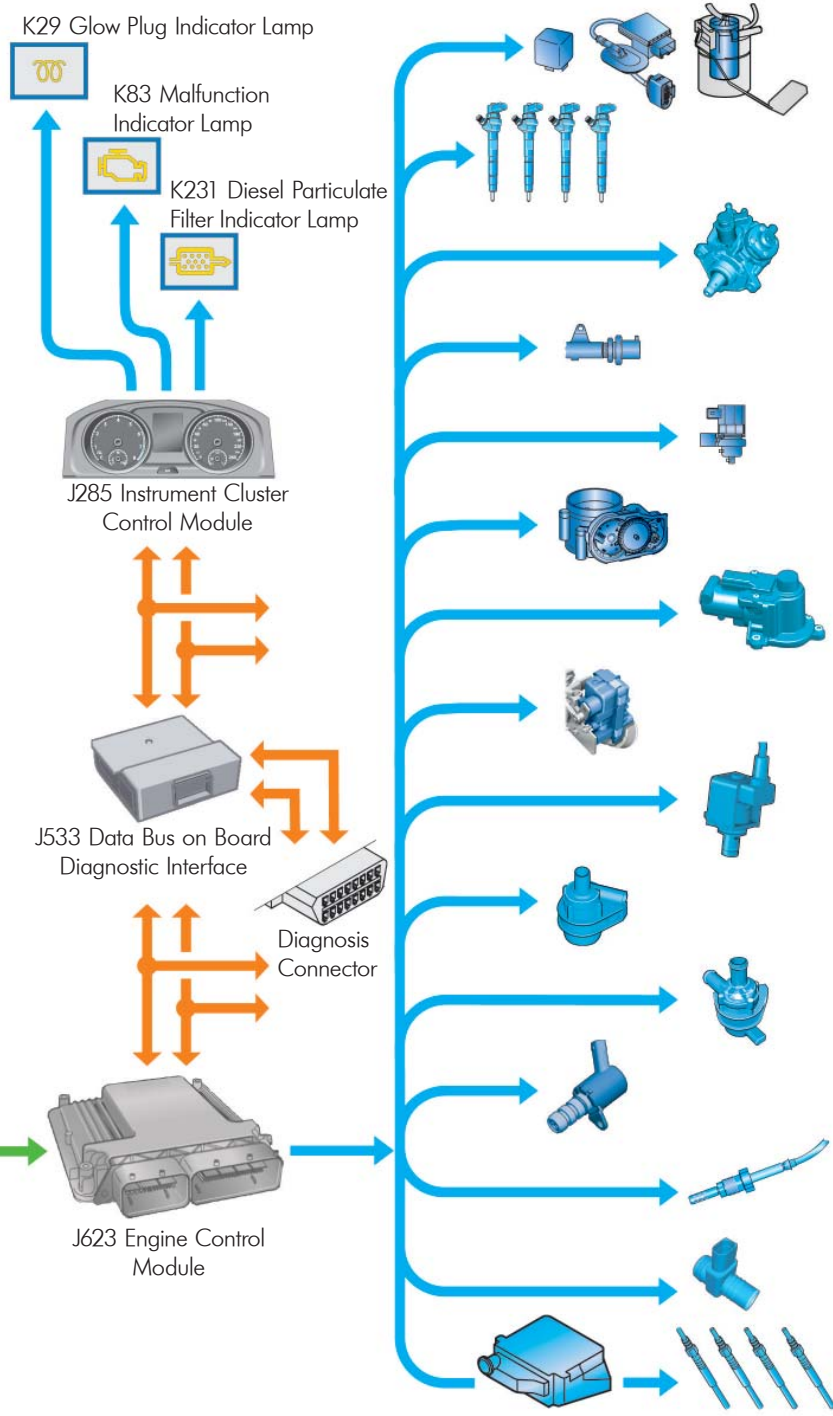 K29 Glow Plug Indicator Lamp
K83 Malfunction
Indicator Lamp
K231 Diesel Particulate
Filter Indicator Lamp
J285 Instrument Cluster
Control Module
J533 Data Bus on Board
Diagnostic Interface
Diagnosis
Connector
J623 Engine Control
Module